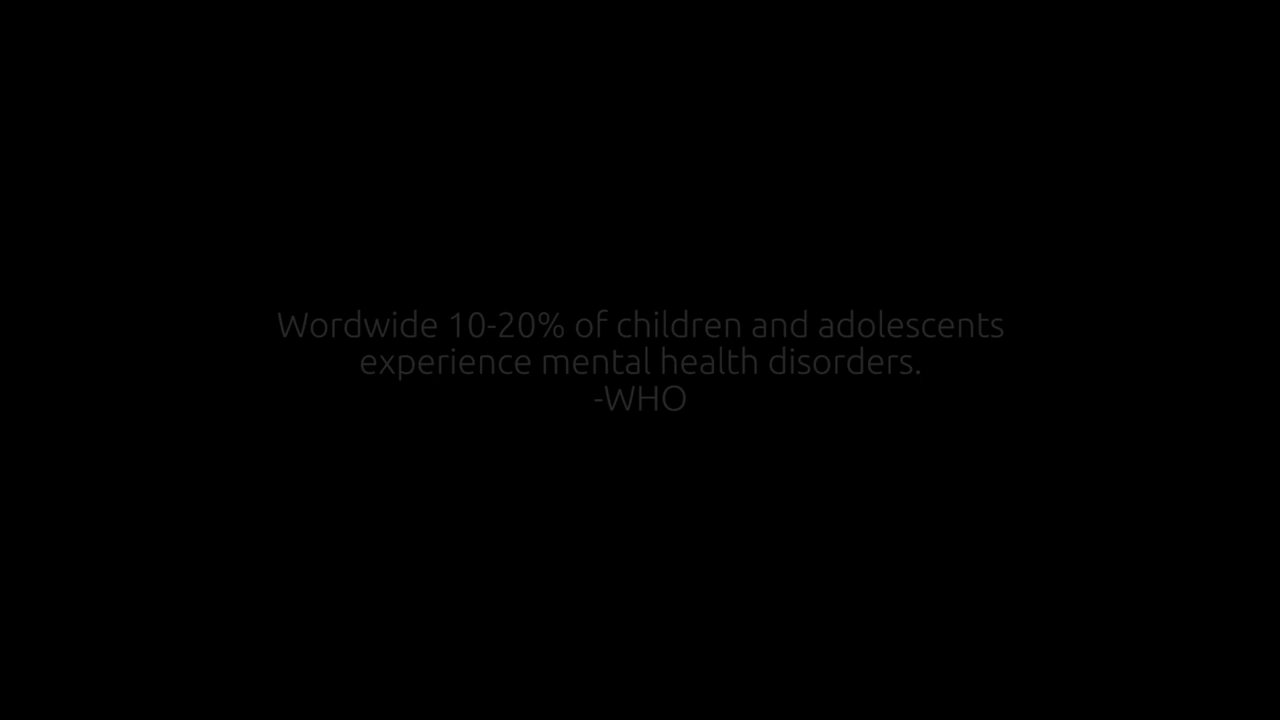 Wordwide 10-20% of children and adolescents
experience mental health disorders.
-WHO